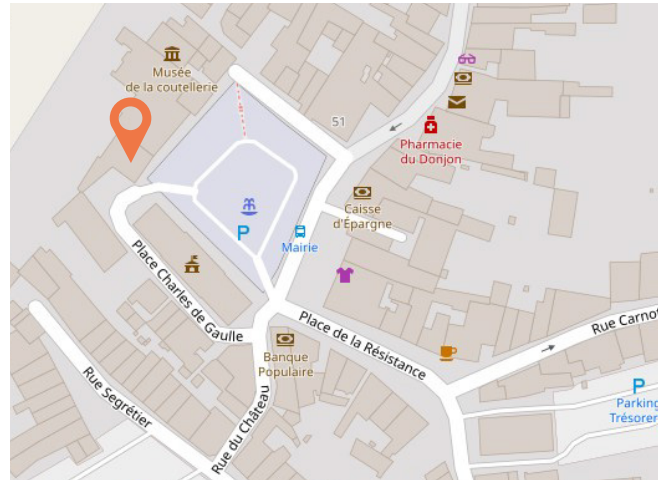 Musée
de la coutellerie
51
Pharmacie
du Donjon
Caisse
d'Épargne
P
Mairie
Place Charles de Gaulle
Place de la Résistance
Rue Carnot
Banque
Populaire
P
Parking
Trésorer
Rue Segrétier
Rue du Château